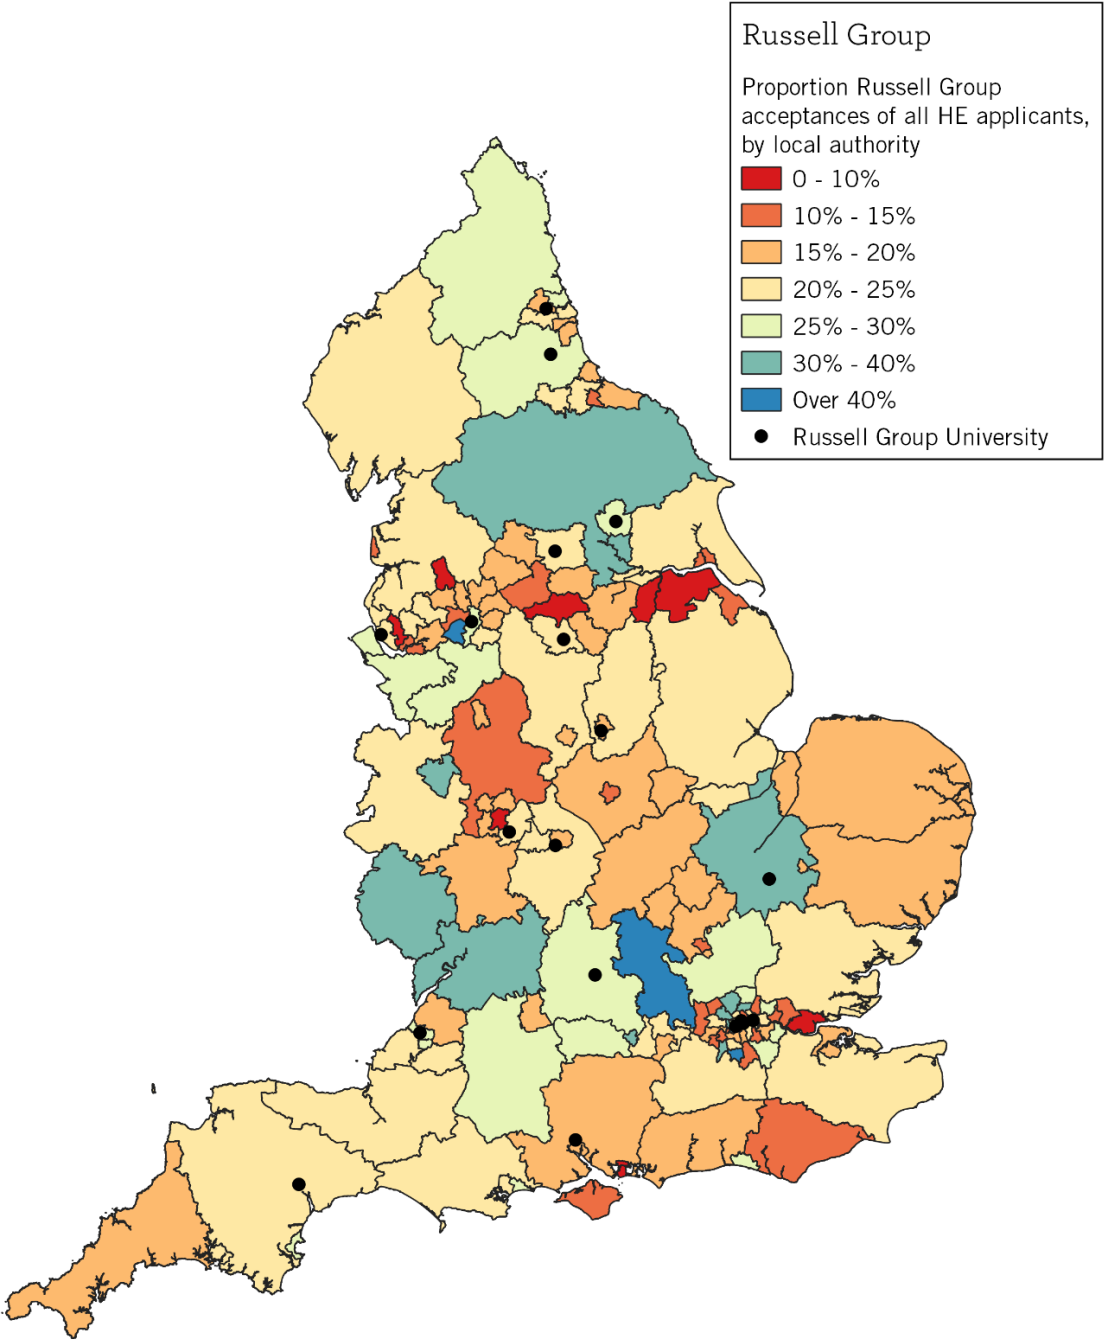 Russell Group
Proportion Russell Group
acceptances of all HE applicants,
by local authority
0 - 10%
10% - 15%
15% - 20%
20% - 25%
25% - 30%
30% - 40%
Over 40%
Russell Group University